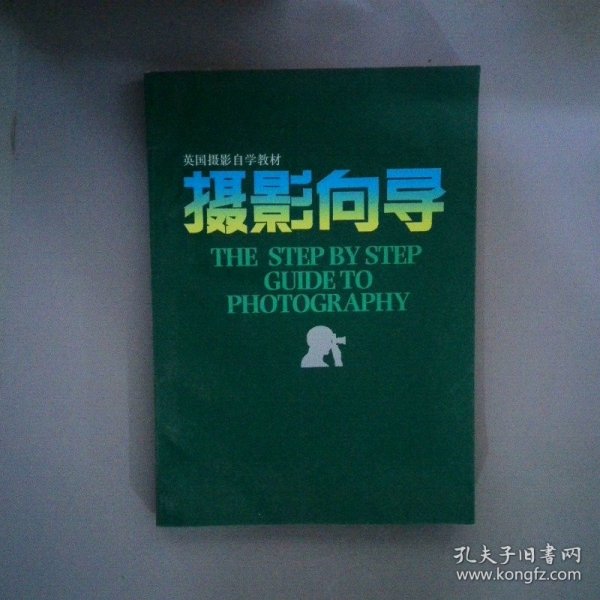 英国摄影自学教材
摄影向导
THE STEP BY STEP
GUIDE TO
PHOTOGRAPHY
孔夫子旧书网
www.kongfz.com